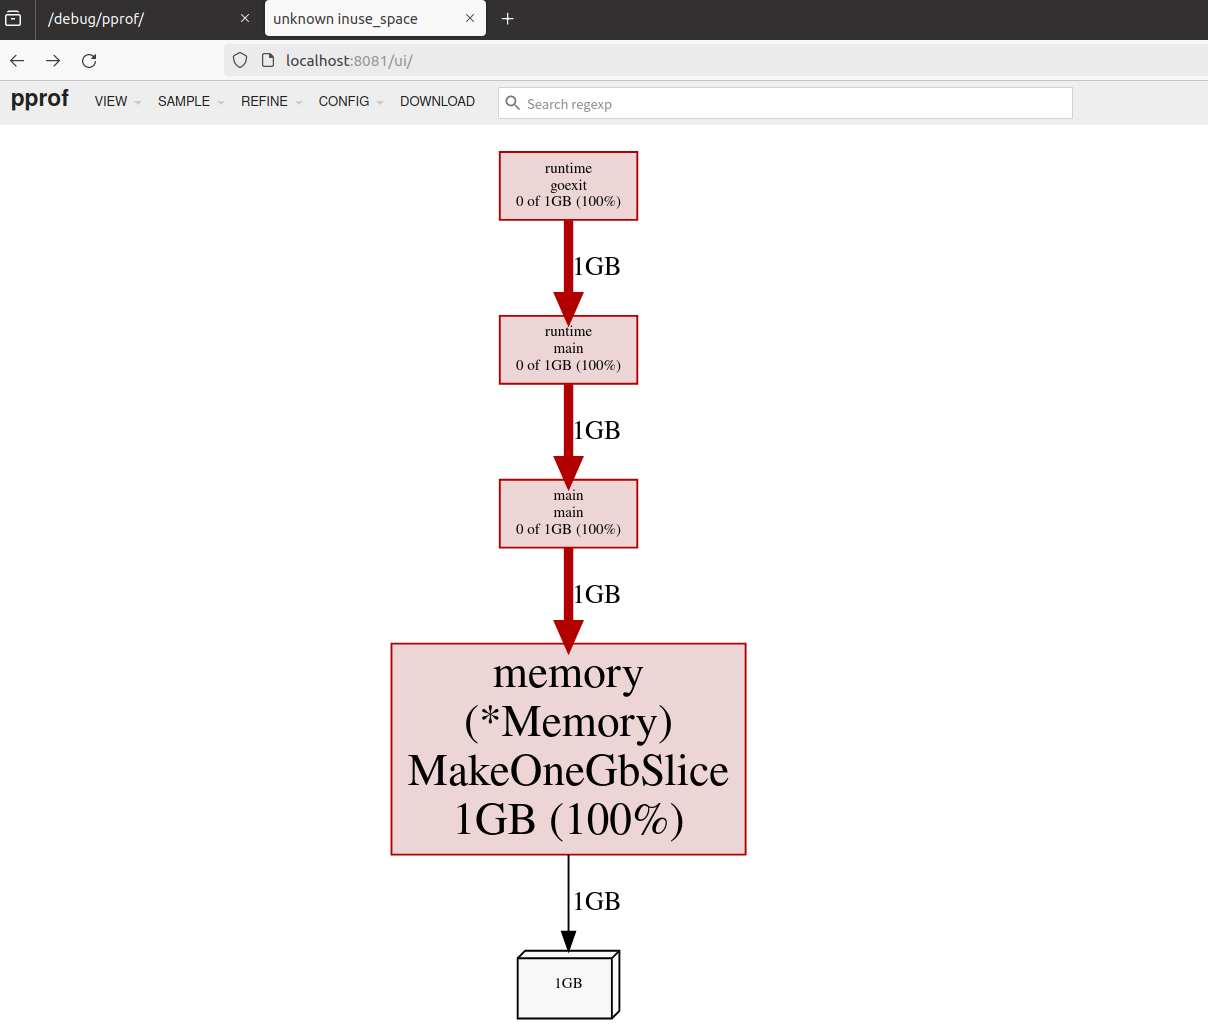 /debug/pprof/
unknown inuse_space
localhost:8081/ui/
pprof VIEW SAMPLE REFINE CONFIG DOWNLOAD Search regexp
runtime
goexit
0 of 1GB (100%)
1GB
runtime
main
0 of 1GB (100%)
1GB
main
main
0 of 1GB (100%)
1GB
memory
(*Memory)
MakeOneGbSlice
1GB (100%)
1GB
1GB